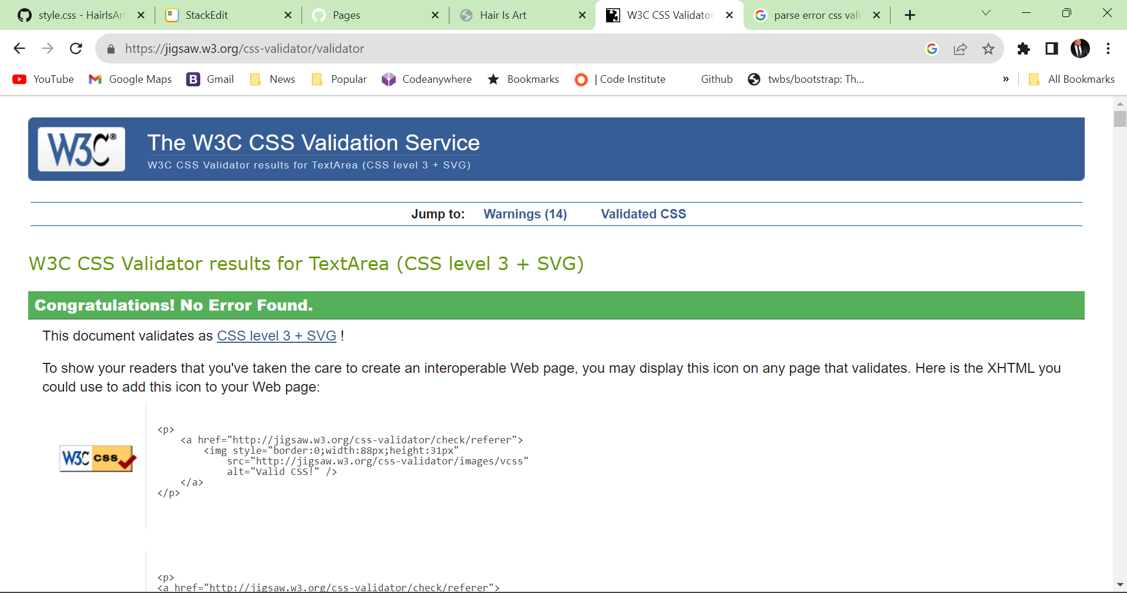 style.css - HairIsArt
StackEdit
Pages
Hair Is Art
W3C CSS Validator
parse error css vali
https://jigsaw.w3.org/css-validator/validator
YouTube
Google Maps
Gmail
News
Popular
Codeanywhere
Bookmarks
| Code Institute
Github
twbs/bootstrap: Th...
»
All Bookmarks
W3C®
The W3C CSS Validation Service
W3C CSS Validator results for TextArea (CSS level 3 + SVG)
Jump to: Warnings (14) Validated CSS
W3C CSS Validator results for TextArea (CSS level 3 + SVG)
Congratulations! No Error Found.
This document validates as CSS level 3 + SVG !
To show your readers that you've taken the care to create an interoperable Web page, you may display this icon on any page that validates. Here is the XHTML you
could use to add this icon to your Web page:
W3C css
<p>
<a href="http://jigsaw.w3.org/css-validator/check/referer">
<img style="border:0;width:88px;height:31px"
src="http://jigsaw.w3.org/css-validator/images/vcss"
alt="Valid CSS!" />
</a>
</p>
<p>
<a href="http://jigsaw.w3.org/css-validator/check/referer">